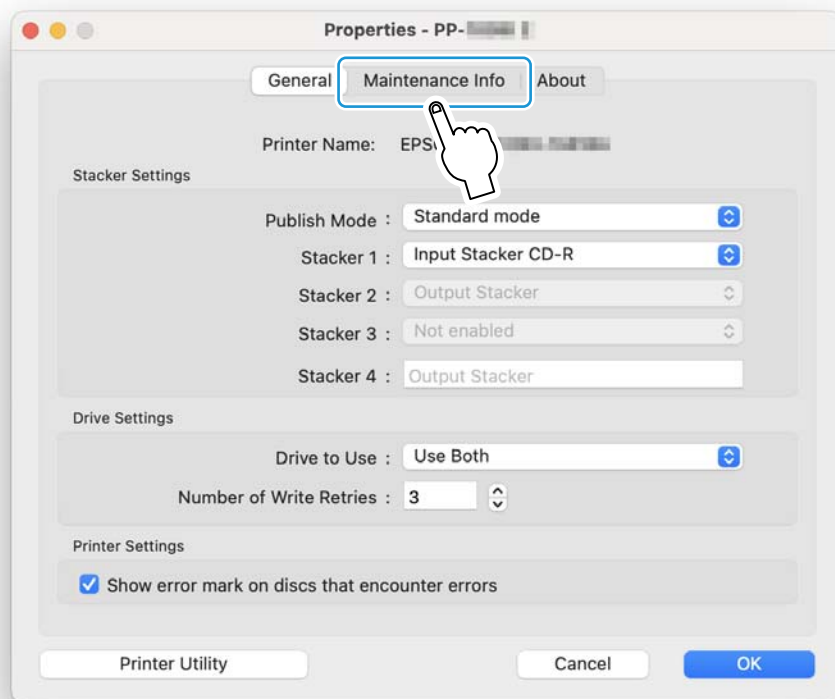 Properties - PP-
General Maintenance Info About
Printer Name: EPS
Stacker Settings
Publish Mode : Standard mode
Stacker 1 : Input Stacker CD-R
Stacker 2 : Output Stacker
Stacker 3 : Not enabled
Stacker 4 : Output Stacker
Drive Settings
Drive to Use : Use Both
Number of Write Retries : 3
Printer Settings
Show error mark on discs that encounter errors
Printer Utility Cancel OK